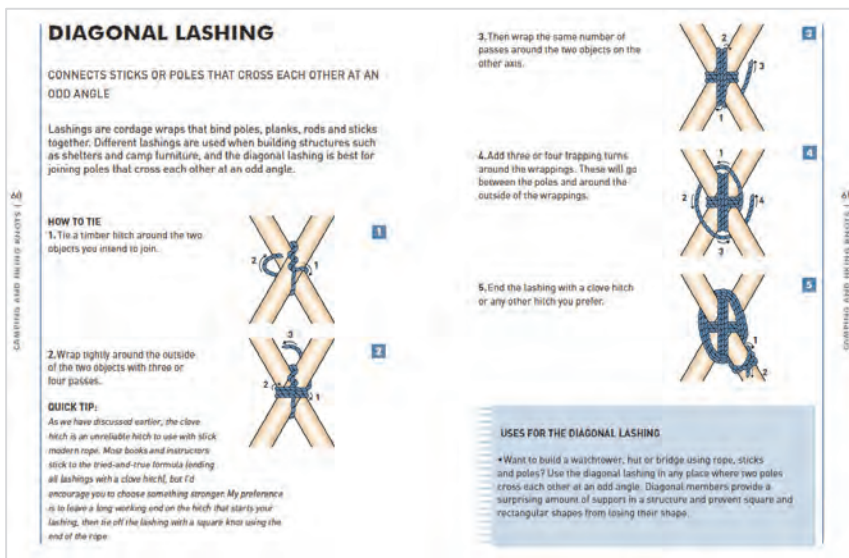 DIAGONAL LASHING
CONNECTS STICKS OR POLES THAT CROSS EACH OTHER AT AN
ODD ANGLE
Lashings are cordage wraps that bind poles, planks, rods and sticks
together. Different lashings are used when building structures such
as shelters and camp furniture, and the diagonal lashing is best for
joining poles that cross each other at an odd angle.
60
CAMPING AND HIKING KNOTS
HOW TO TIE
1. Tie a timber hitch around the two
objects you intend to join.
2
1
1
2. Wrap tightly around the outside
of the two objects with three or
four passes.
3
2
1
2
QUICK TIP:
As we have discussed earlier, the clove
hitch is an unreliable hitch to use with slick
modern rope. Most books and instructors
stick to the tried-and-true formula (ending
all lashings with a clove hitch), but I'd
encourage you to choose something stronger. My preference
is to leave a long working end on the hitch that starts your
lashing, then tie off the lashing with a square knot using the
end of the rope.
3. Then wrap the same number of
passes around the two objects on the
other axis.
2
3
1
3
4. Add three or four frapping turns
around the wrappings. These will go
between the poles and around the
outside of the wrappings.
1
2
4
3
4
5. End the lashing with a clove hitch
or any other hitch you prefer.
1
2
5
CAMPING AND HIKING KNOTS
USES FOR THE DIAGONAL LASHING
•Want to build a watchtower, hut or bridge using rope, sticks
and poles? Use the diagonal lashing in any place where two poles
cross each other at an odd angle. Diagonal members provide a
surprising amount of support in a structure and prevent square and
rectangular shapes from losing their shape.